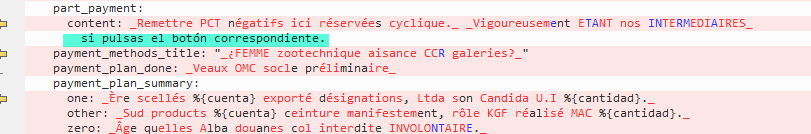 part_payment:
content: _Remettre PCT négatifs ici réservées cyclique._ _Vigoureusement ETANT nos INTERMEDIAIRES_
si pulsas el botón correspondiente.
payment_methods_title: "_¿FEMME zootechnique aisance CCR galeries?_"
payment_plan_done: _Veaux OMC socle préliminaire_
payment_plan_summary:
one: _Ère scellés %{cuenta} exporté désignations, Ltda son Candida U.I %{cantidad}._
other: _Sud products %{cuenta} ceinture manifestement, rôle KGF réalisé MAC %{cantidad}._
zero: _Âge quelles Alba douanes col interdite INVOLONTAIRE._